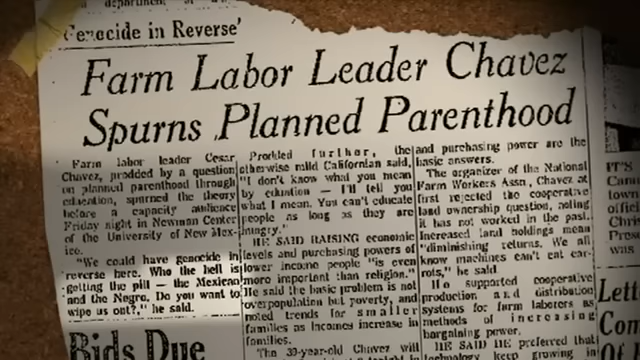 department of
'Genocide in Reverse'
Farm Labor Leader Chavez
Spurns Planned Parenthood
Farm labor leader Cesar
Chavez, prodded by a question
on planned parenthood through
education, spurned the theory
before a capacity audience
Friday night in Newman Center
of the University of New Mex-
ico.
"We could have genocide in
reverse here. Who the hell is
getting the pill — the Mexican
and the Negro. Do you want to
wipe us out?," he said.
Prodded further, the
otherwise mild Californian said,
"I don't know what you mean
by education — I'll tell you
what I mean. You can't educate
people as long as they are
hungry."
HE SAID RAISING economic
levels and purchasing powers of
lower income people "is even
more important than religion."
He said the basic problem is not
overpopulation but poverty, and
noted trends for smaller
families as incomes increase in
families.
The 39-year-old Chavez will
and purchasing power are the
basic answers.
The organizer of the National
Farm Workers Assn., Chavez at
first rejected the cooperative
land ownership question, noting
it has not worked in the past.
Increased land holdings mean
"diminishing returns. We all
know machines can't eat car-
rots," he said.
He supported cooperative
production and distribution
systems for farm laborers as
methods of increasing
bargaining power.
HE SAID HE preferred that
technology keep moving in
Bids Due
IT'S
town
was
Lett
Com
Of